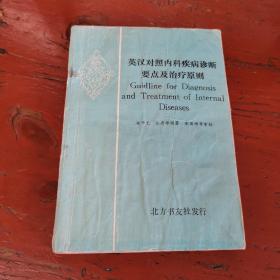 英汉对照内科疾病诊断
要点及治疗原则
Guidline for Diagnosis
and Treatment of Internal
Diseases
北方书友社发行